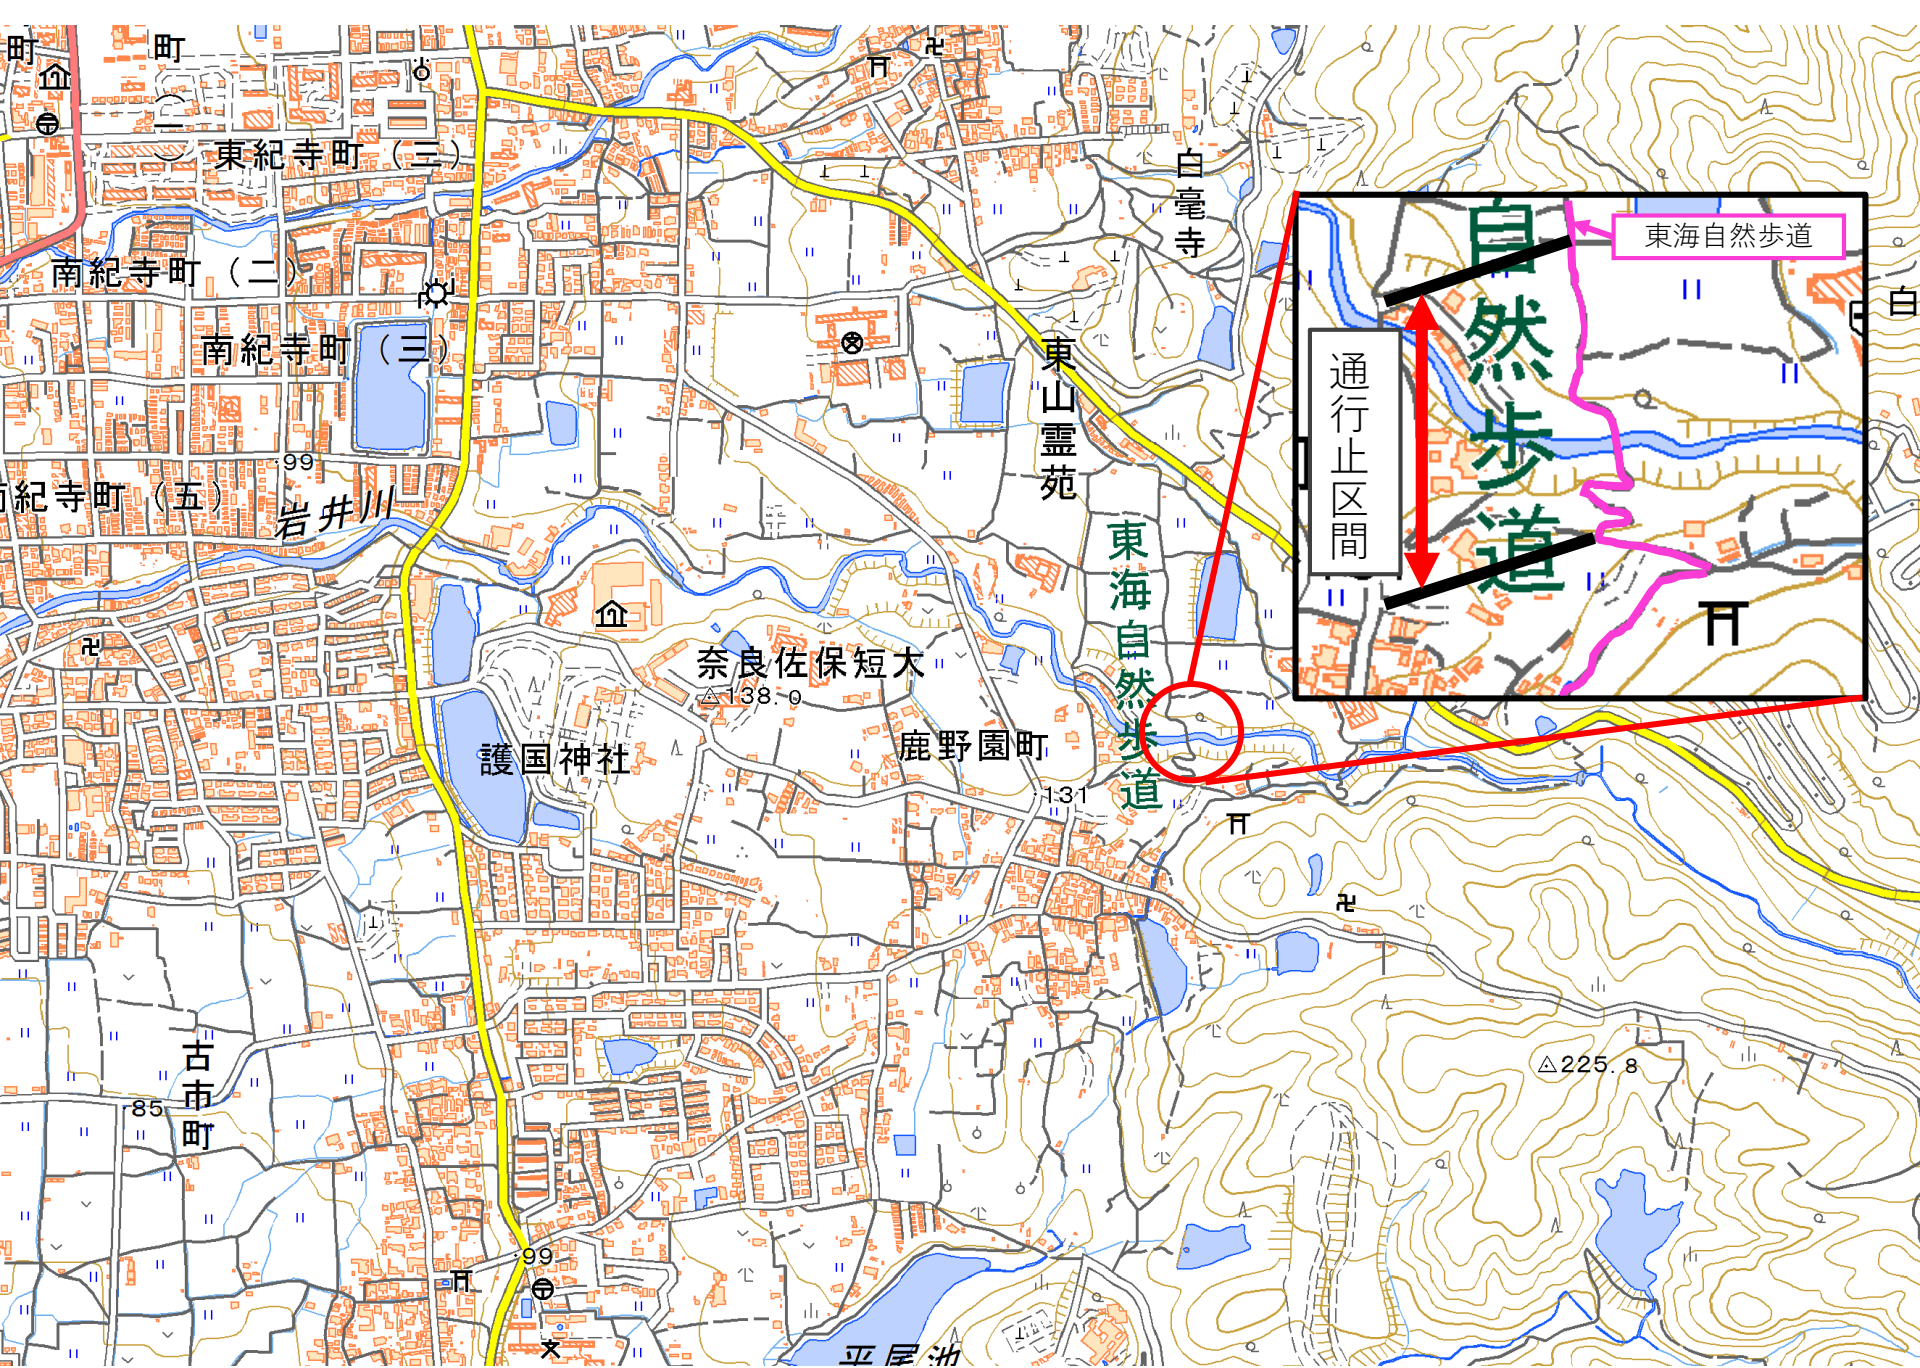 町
町(二)
東紀寺町(三)
南紀寺町(二)
南紀寺町(三)
99
紀寺町(五)
岩井川
白毫寺
東山霊苑
東海自然歩道
奈良佐保短大
138.0
護国神社
鹿野園町
131
古市町
85
99
225.8
平尾池
白
自然歩道
東海自然歩道
通行止区間